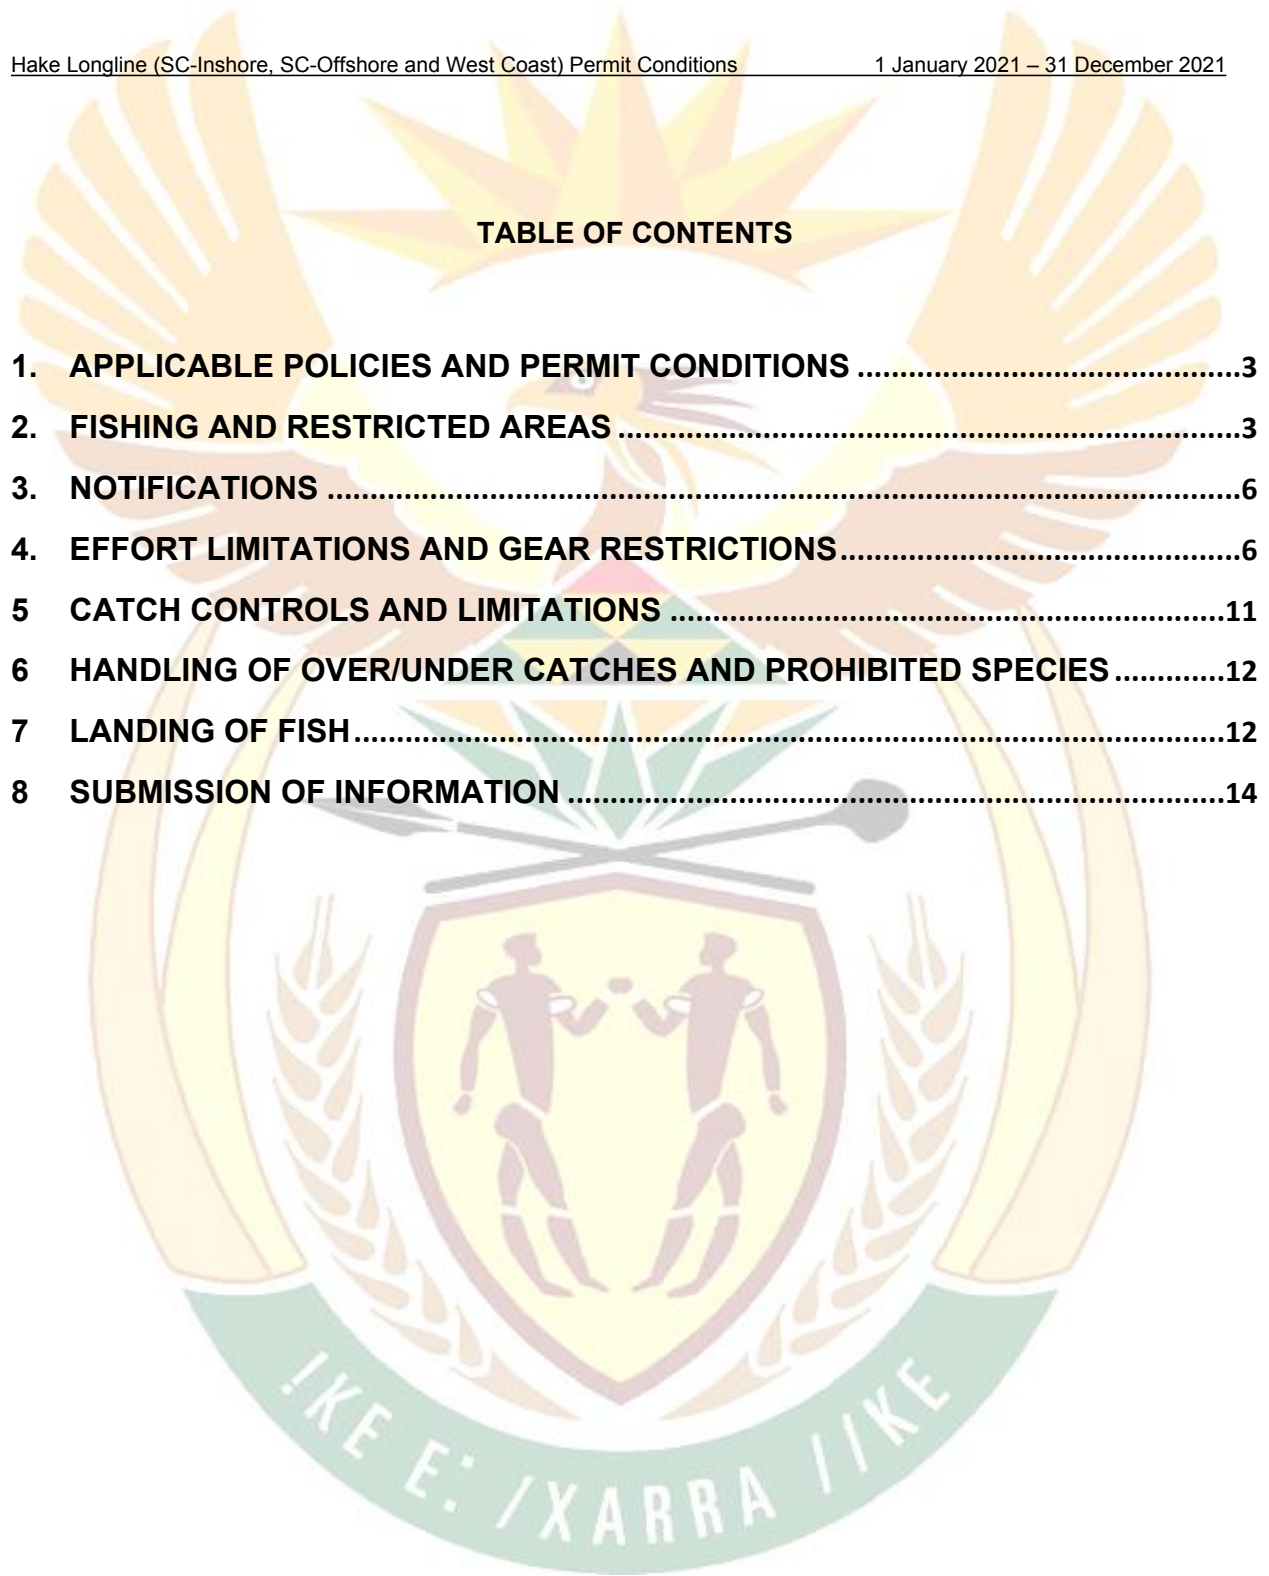 Hake Longline (SC-Inshore, SC-Offshore and West Coast) Permit Conditions 1 January 2021 – 31 December 2021
TABLE OF CONTENTS
1. APPLICABLE POLICIES AND PERMIT CONDITIONS ............................................3
2. FISHING AND RESTRICTED AREAS ........................................................................3
3. NOTIFICATIONS ..........................................................................................................6
4. EFFORT LIMITATIONS AND GEAR RESTRICTIONS...............................................6
5 CATCH CONTROLS AND LIMITATIONS ................................................................11
6 HANDLING OF OVER/UNDER CATCHES AND PROHIBITED SPECIES .............12
7 LANDING OF FISH.....................................................................................................12
8 SUBMISSION OF INFORMATION ............................................................................14
!KE E: /XARRA //KE